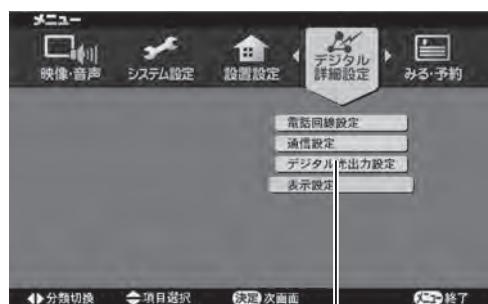 メニュー
映像・音声
システム設定
設置設定
デジタル
詳細設定
みる・予約
電話回線設定
通信設定
デジタル光出力設定
表示設定
分類切換 項目選択 決定 次画面 メニュー 終了